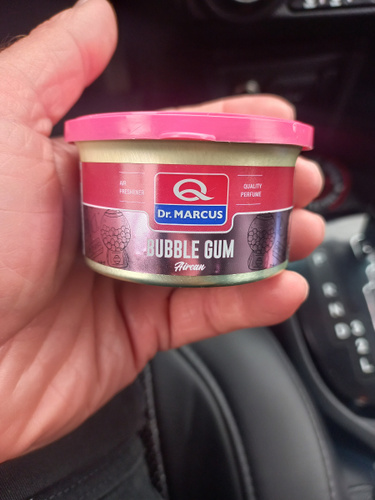 AIR
FRESHENER
QUALITY
PERFUME
Dr. MARCUS
BUBBLE GUM
Aircan
R
N
D